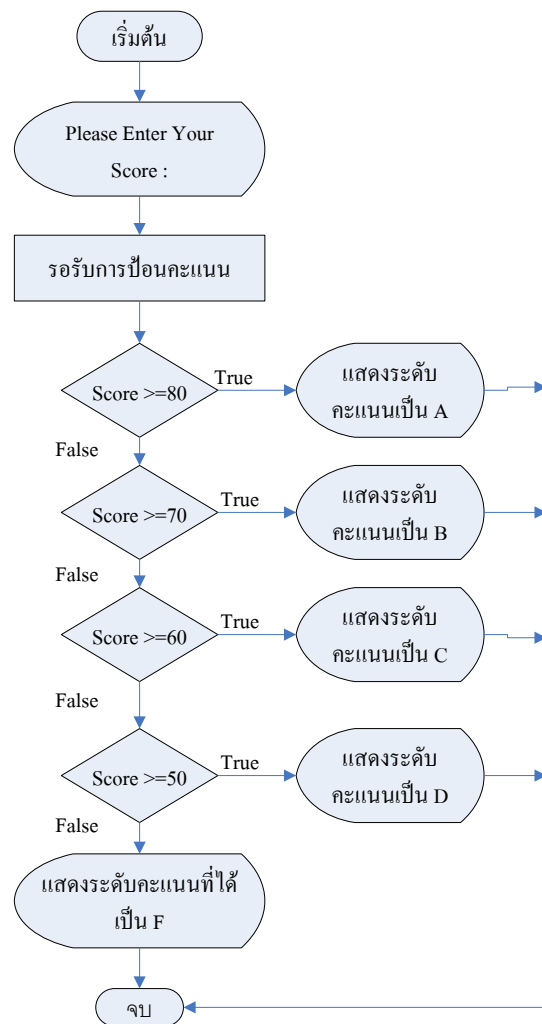 เริ่มต้น
Please Enter Your
Score :
รอรับการป้อนคะแนน
Score >=80
True
แสดงระดับ
คะแนนเป็น A
False
Score >=70
True
แสดงระดับ
คะแนนเป็น B
False
Score >=60
True
แสดงระดับ
คะแนนเป็น C
False
Score >=50
True
แสดงระดับ
คะแนนเป็น D
False
แสดงระดับคะแนนที่ได้
เป็น F
จบ